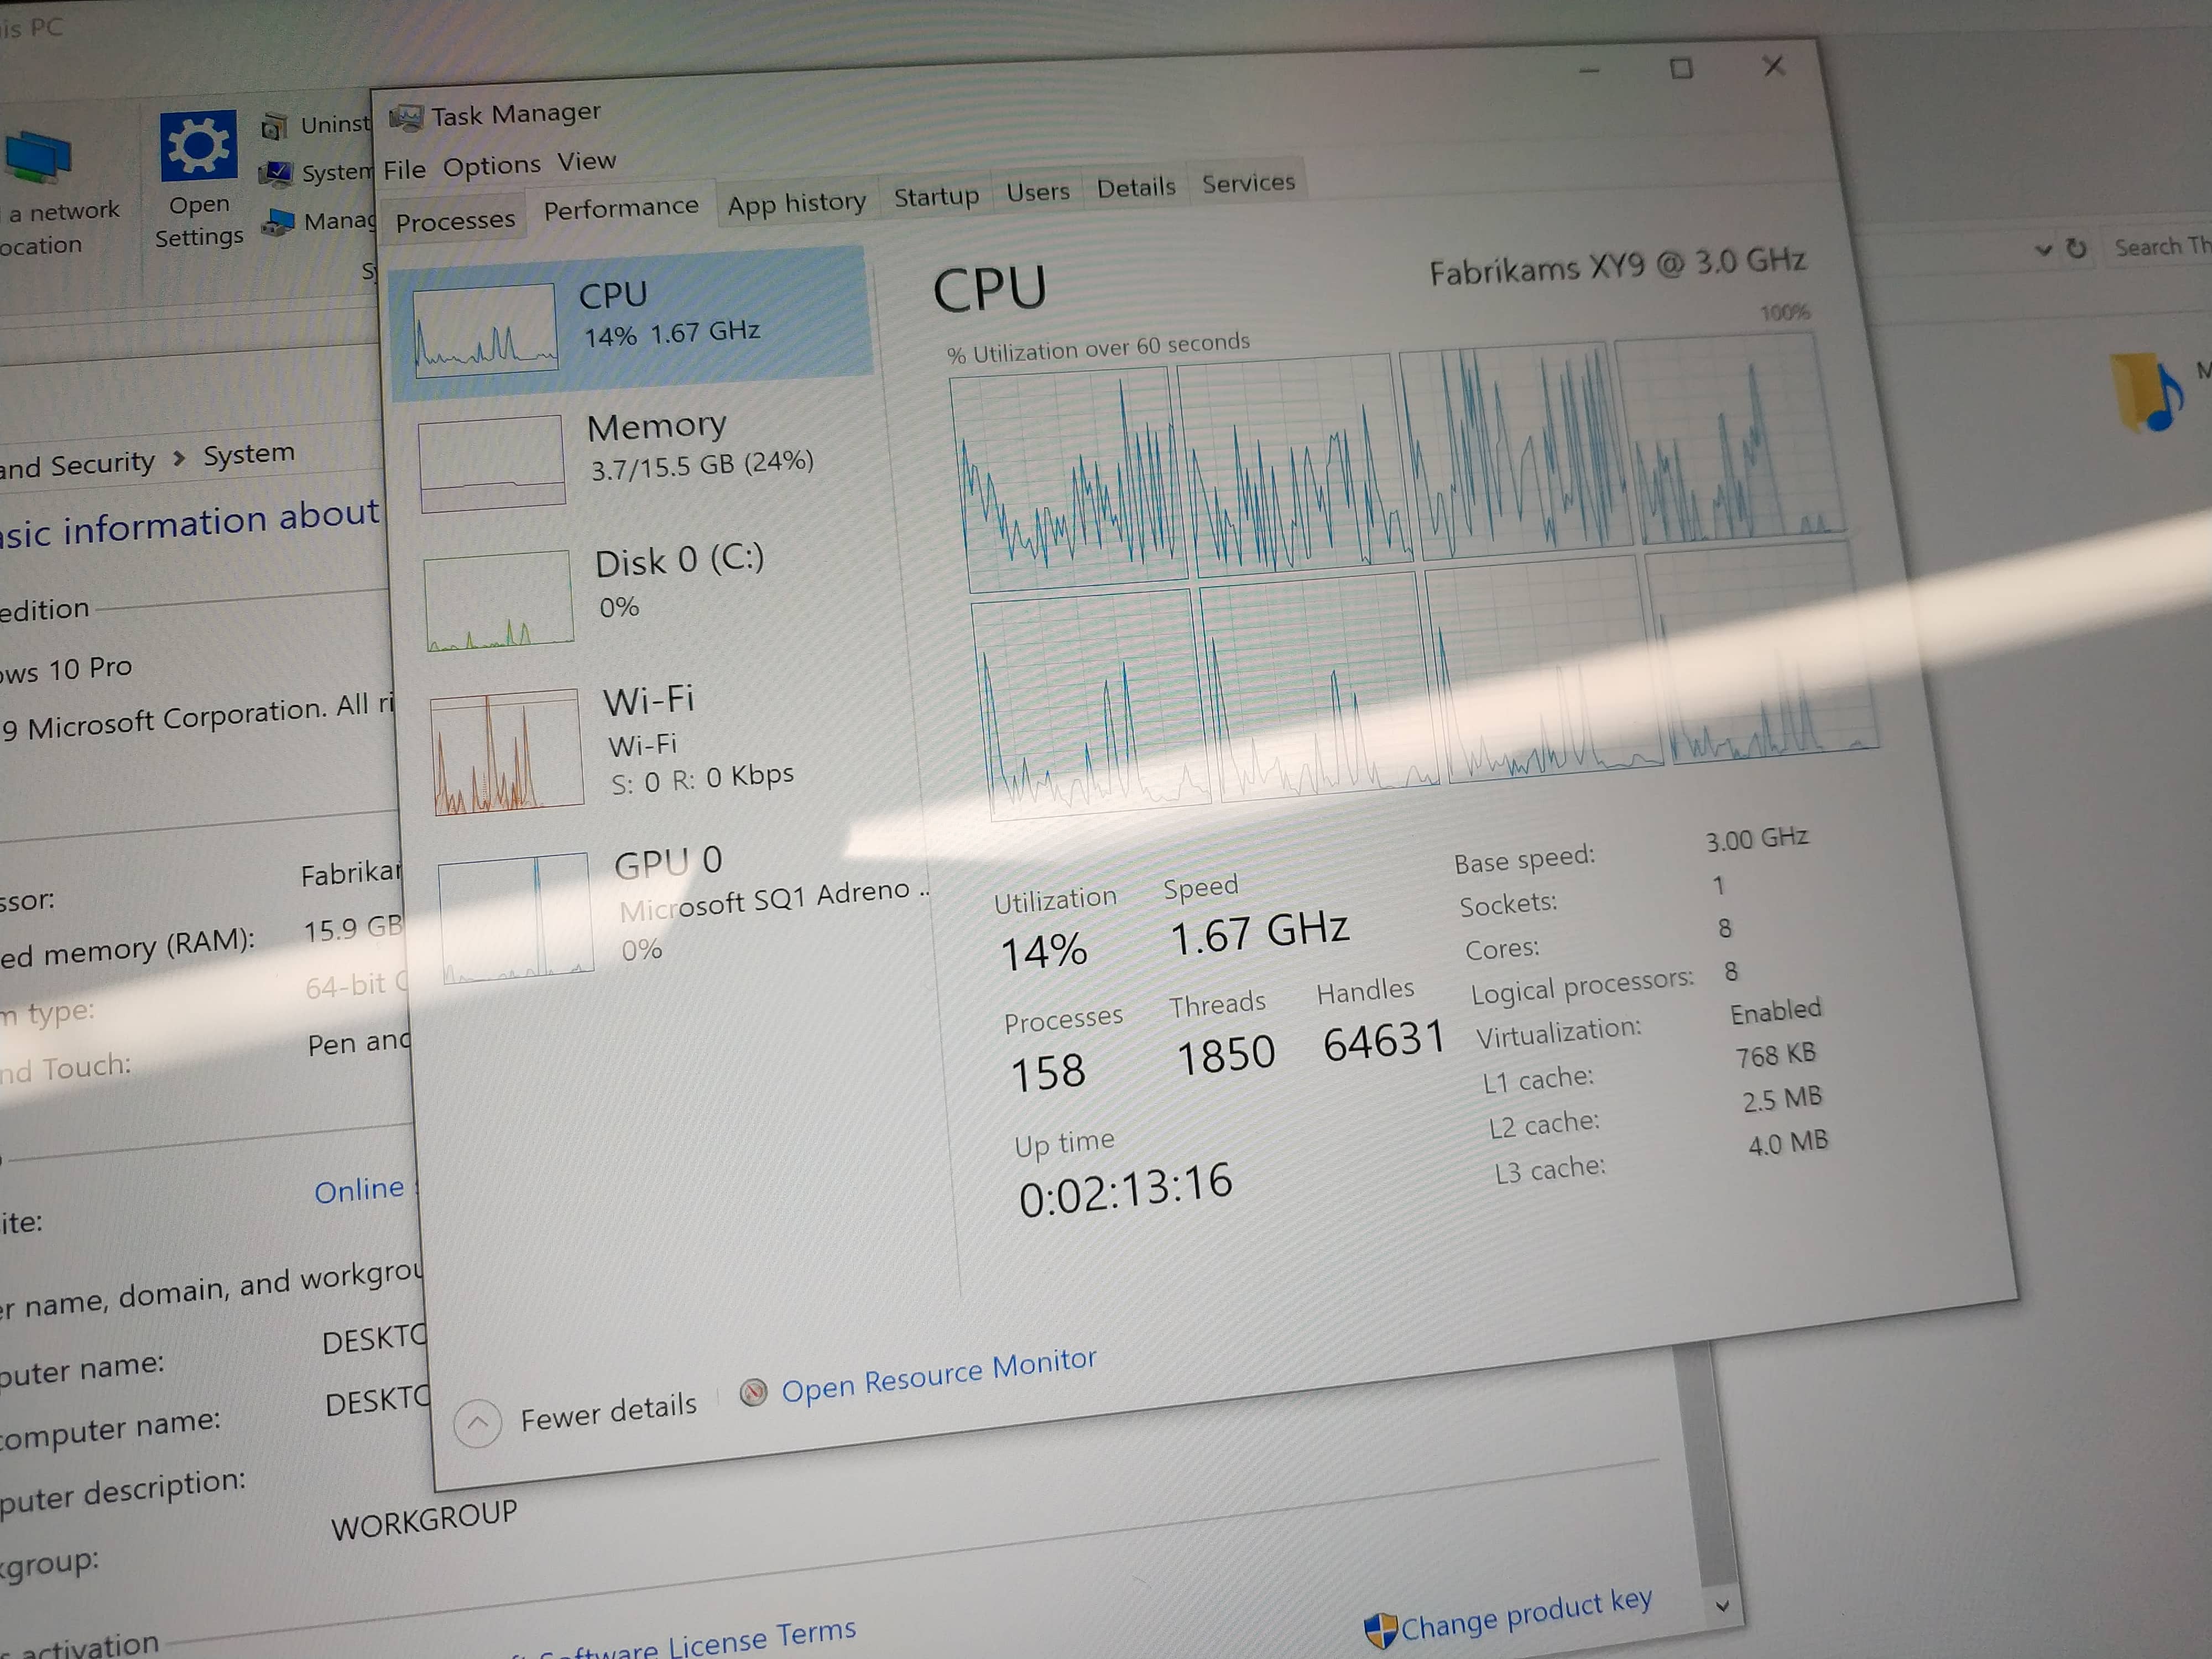 is PC
Uninst
System
Manag
a network
ocation
Open
Settings
and Security > System
asic information about
edition
ows 10 Pro
9 Microsoft Corporation. All ri
ssor:
Fabrikar
ed memory (RAM):
15.9 GB
m type:
64-bit
nd Touch:
Pen and
Online
ite:
er name, domain, and workgrou
puter name:
DESKTO
computer name:
DESKTO
puter description:
kgroup:
WORKGROUP
activation
Software License Terms
Change product key
Search Th
M
Task Manager
File Options View
Processes Performance App history Startup Users Details Services
CPU
14% 1.67 GHz
Memory
3.7/15.5 GB (24%)
Disk 0 (C:)
0%
Wi-Fi
Wi-Fi
S: 0 R: 0 Kbps
GPU 0
Microsoft SQ1 Adreno ..
0%
CPU
Fabrikams XY9 @ 3.0 GHz
% Utilization over 60 seconds
100%
Utilization Speed
14% 1.67 GHz
Processes Threads Handles
158 1850 64631
Up time
0:02:13:16
Base speed: 3.00 GHz
Sockets: 1
Cores: 8
Logical processors: 8
Virtualization: Enabled
L1 cache: 768 KB
L2 cache: 2.5 MB
L3 cache: 4.0 MB
Fewer details
Open Resource Monitor